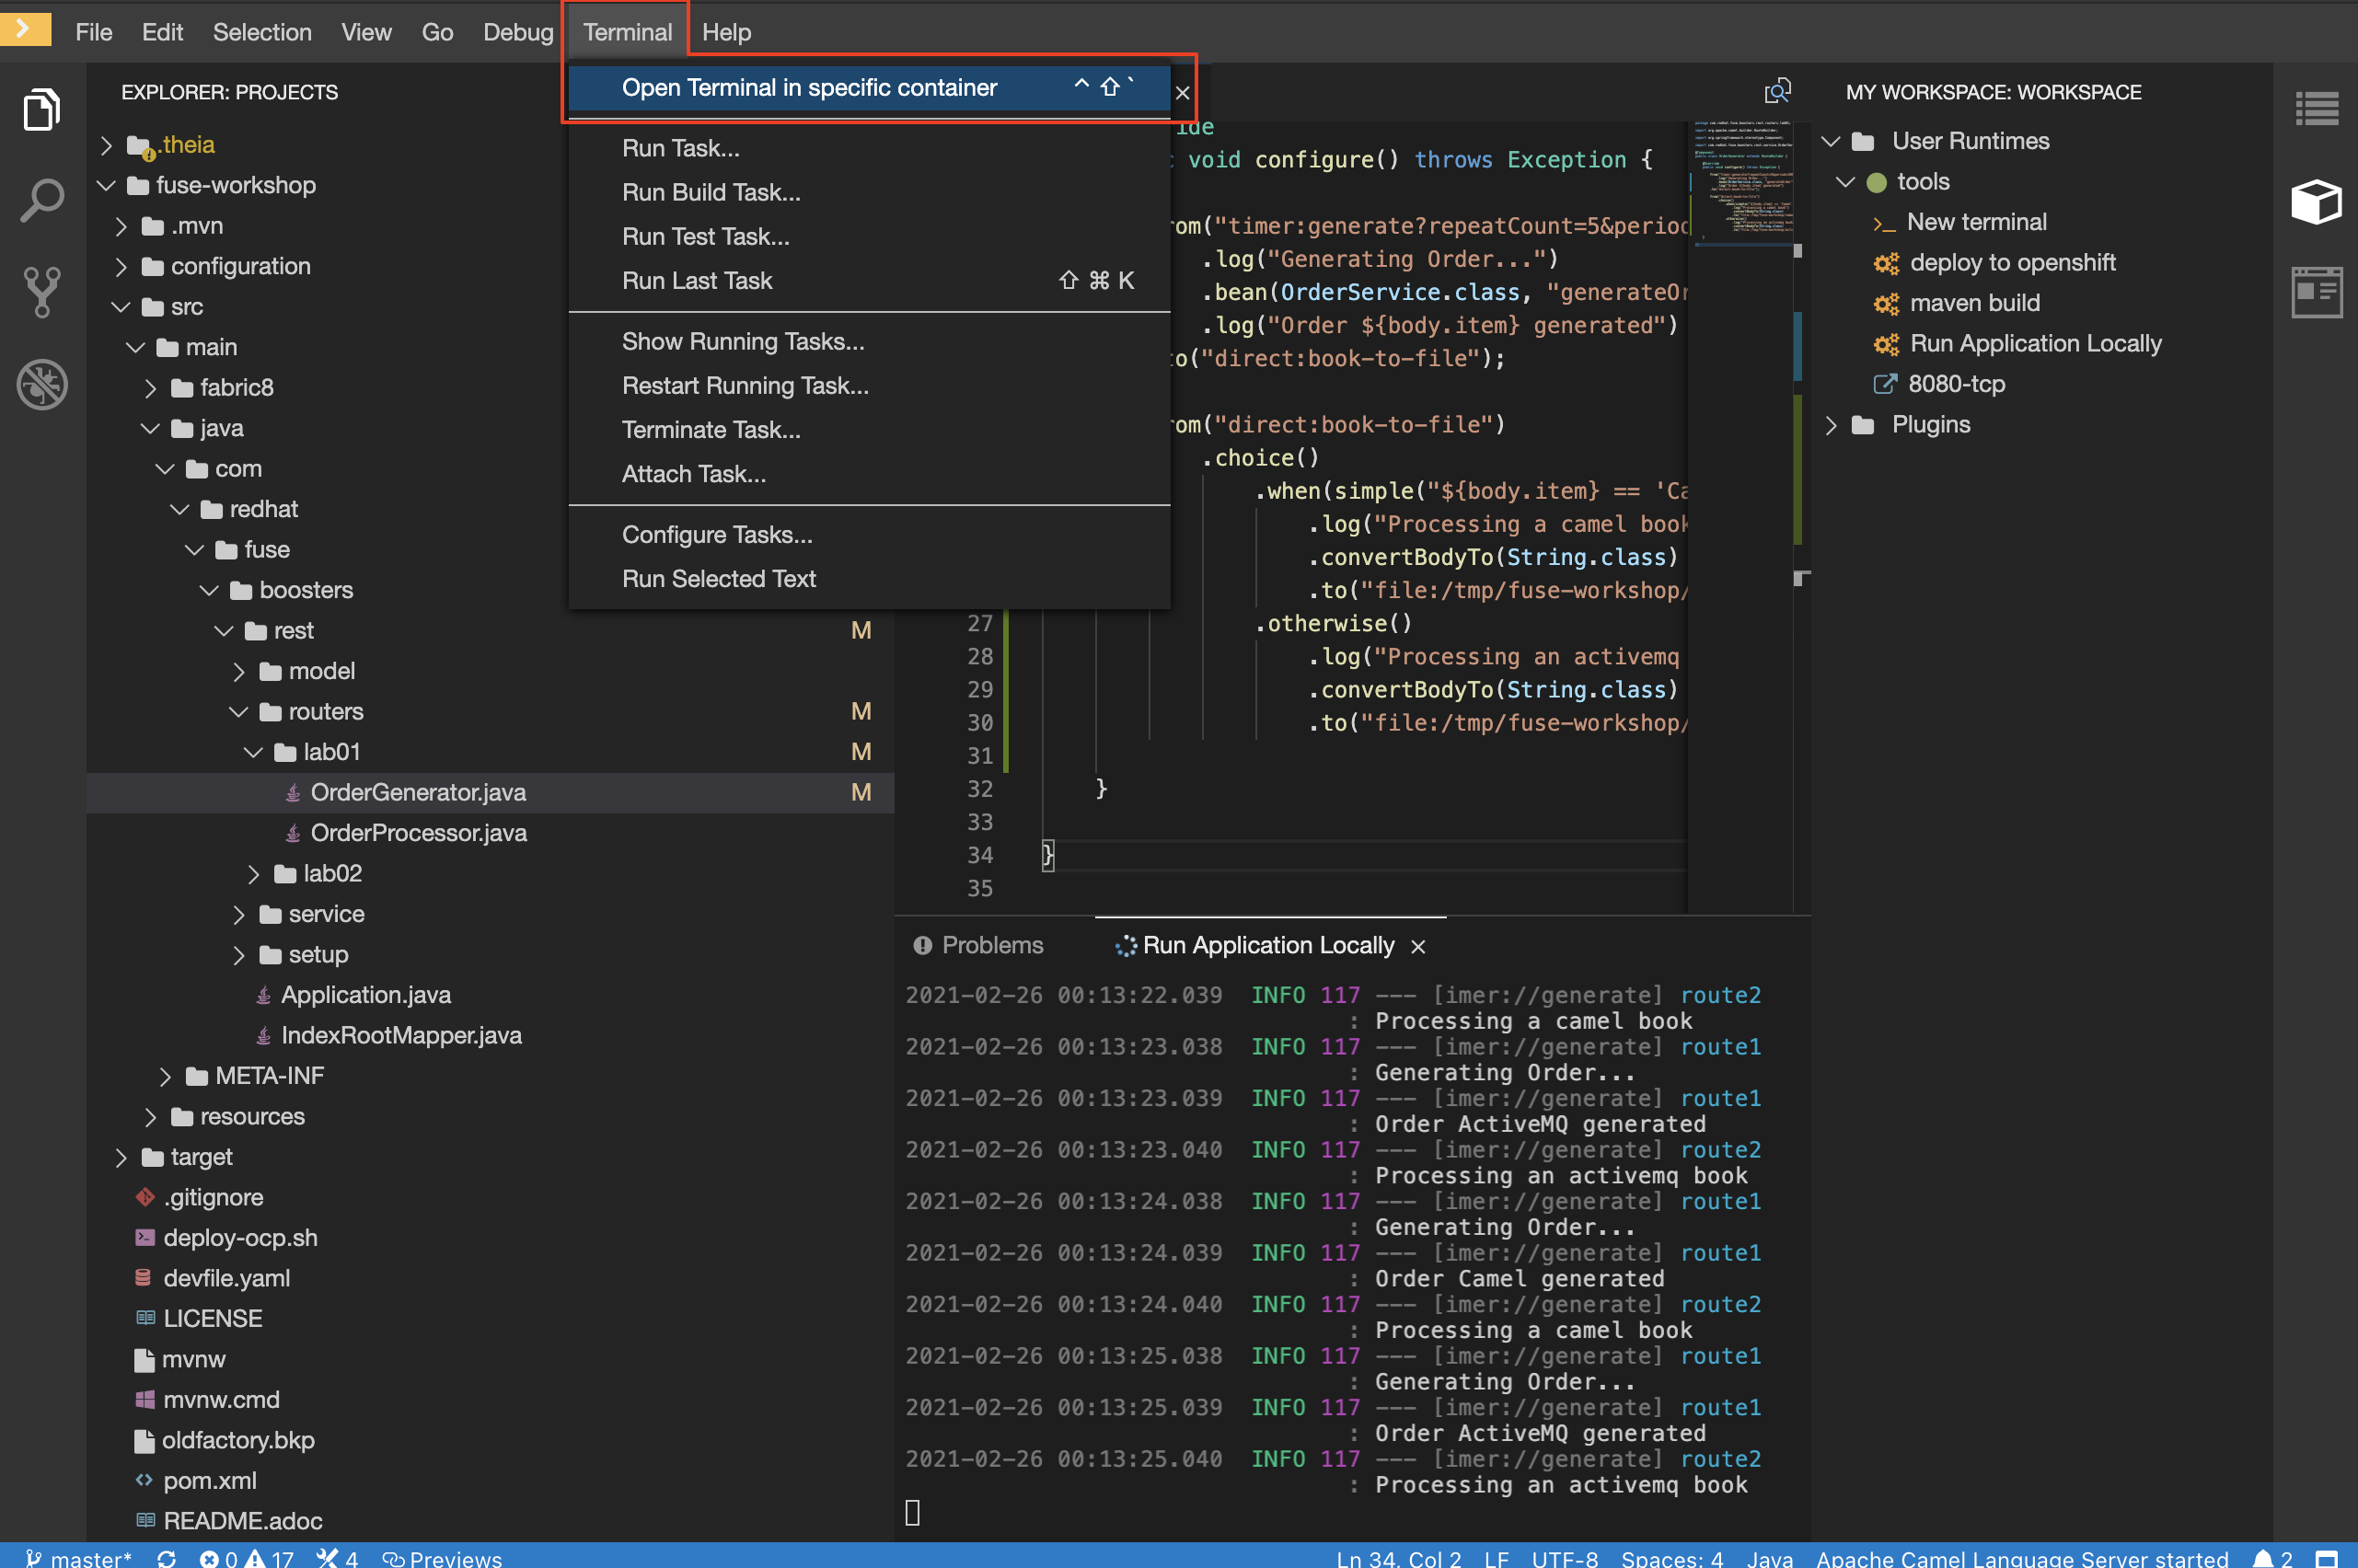 File Edit Selection View Go Debug Terminal Help
EXPLORER: PROJECTS
.theia
fuse-workshop
.mvn
configuration
src
main
fabric8
java
com
redhat
fuse
boosters
rest M
model
routers M
lab01 M
OrderGenerator.java M
OrderProcessor.java
lab02
service
setup
Application.java
IndexRootMapper.java
META-INF
resources
target
.gitignore
deploy-ocp.sh
devfile.yaml
LICENSE
mvnw
mvnw.cmd
oldfactory.bkp
pom.xml
README.adoc
Open Terminal in specific container ^ ⇧ `
Run Task...
Run Build Task...
Run Test Task...
Run Last Task ⇧ ⌘ K
Show Running Tasks...
Restart Running Task...
Terminate Task...
Attach Task...
Configure Tasks...
Run Selected Text
ide
void configure() throws Exception {
om("timer:generate?repeatCount=5&perio
.log("Generating Order...")
.bean(OrderService.class, "generateOr
.log("Order ${body.item} generated")
to("direct:book-to-file");
om("direct:book-to-file")
.choice()
.when(simple("${body.item} == 'Ca
.log("Processing a camel book
.convertBodyTo(String.class)
.to("file:/tmp/fuse-workshop/
27 .otherwise()
28 .log("Processing an activemq
29 .convertBodyTo(String.class)
30 .to("file:/tmp/fuse-workshop/
31
32 }
33
34 }
35
Problems Run Application Locally
2021-02-26 00:13:22.039 INFO 117 --- [imer://generate] route2
: Processing a camel book
2021-02-26 00:13:23.038 INFO 117 --- [imer://generate] route1
: Generating Order...
2021-02-26 00:13:23.039 INFO 117 --- [imer://generate] route1
: Order ActiveMQ generated
2021-02-26 00:13:23.040 INFO 117 --- [imer://generate] route2
: Processing an activemq book
2021-02-26 00:13:24.038 INFO 117 --- [imer://generate] route1
: Generating Order...
2021-02-26 00:13:24.039 INFO 117 --- [imer://generate] route1
: Order Camel generated
2021-02-26 00:13:24.040 INFO 117 --- [imer://generate] route2
: Processing a camel book
2021-02-26 00:13:25.038 INFO 117 --- [imer://generate] route1
: Generating Order...
2021-02-26 00:13:25.039 INFO 117 --- [imer://generate] route1
: Order ActiveMQ generated
2021-02-26 00:13:25.040 INFO 117 --- [imer://generate] route2
: Processing an activemq book
MY WORKSPACE: WORKSPACE
User Runtimes
tools
New terminal
deploy to openshift
maven build
Run Application Locally
8080-tcp
Plugins
master* 0 17 4 Previews Ln 34, Col 2 LF UTF-8 Spaces: 4 Java Apache Camel Language Server started 2